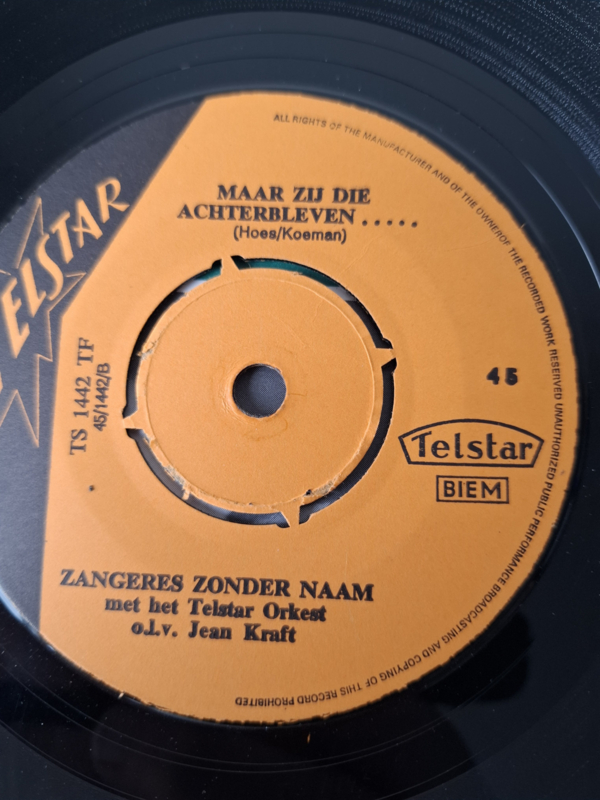 ELSTAR
MAAR ZIJ DIE
ACHTERBLEVEN .....
(Hoes/Koeman)
TS 1442 TF
45/1442/B
45
Telstar
BIEM
ZANGERES ZONDER NAAM
met het Telstar Orkest
o.l.v. Jean Kraft
ALL RIGHTS OF THE MANUFACTURER AND OF THE OWNEROF THE RECORDED WORK RESERVED UNAUTHORIZED PUBLIC PERFORMANCE BROADCASTING AND COPYING OF THIS RECORD PROHIBITED